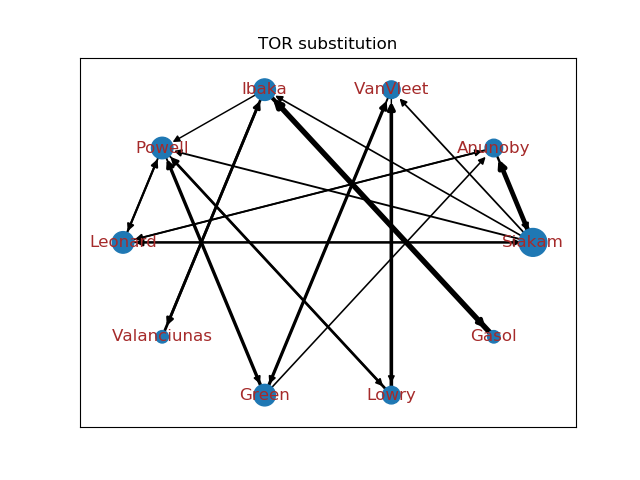 TOR substitution
Ibaka
VanVleet
Powell
Anunoby
Leonard
Siakam
Valanciunas
Gasol
Green
Lowry